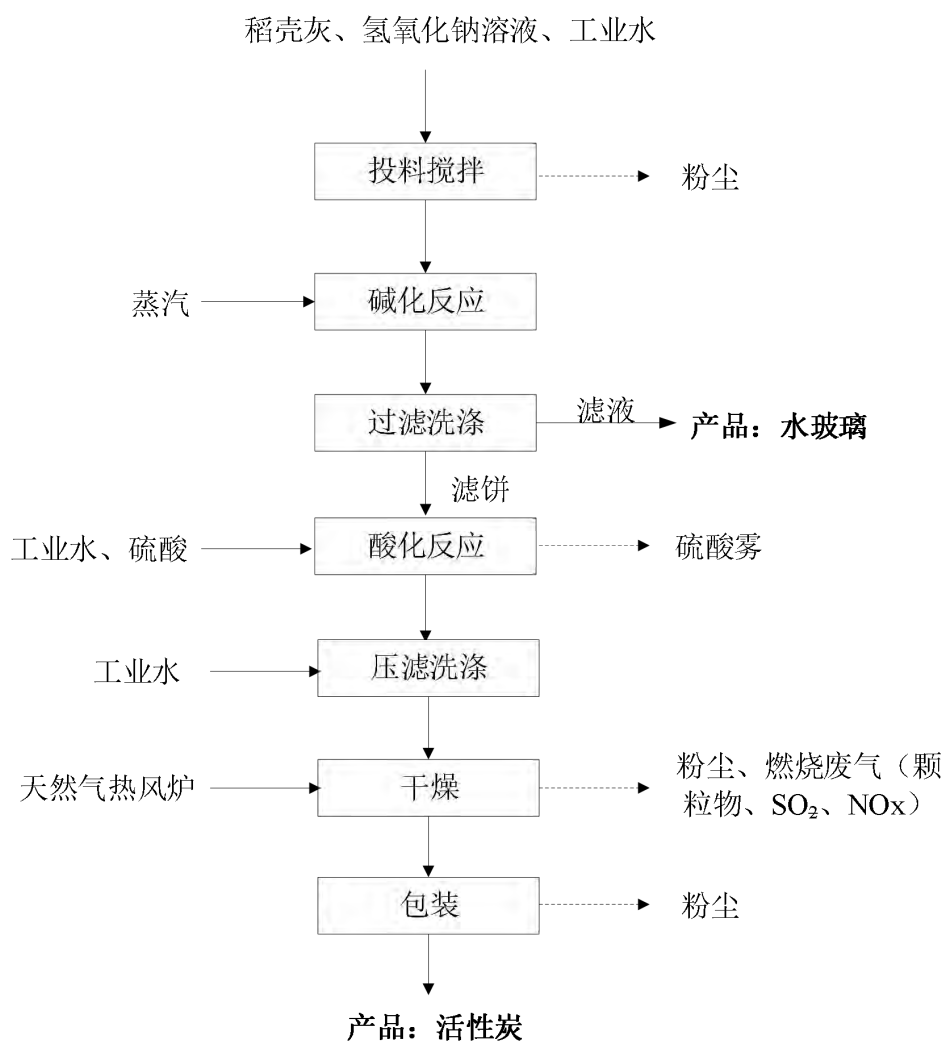 稻壳灰、氢氧化钠溶液、工业水
投料搅拌
粉尘
蒸汽
碱化反应
过滤洗涤
滤液
产品：水玻璃
滤饼
工业水、硫酸
酸化反应
硫酸雾
工业水
压滤洗涤
天然气热风炉
干燥
粉尘、燃烧废气（颗
粒物、SO₂、NOx）
包装
粉尘
产品：活性炭